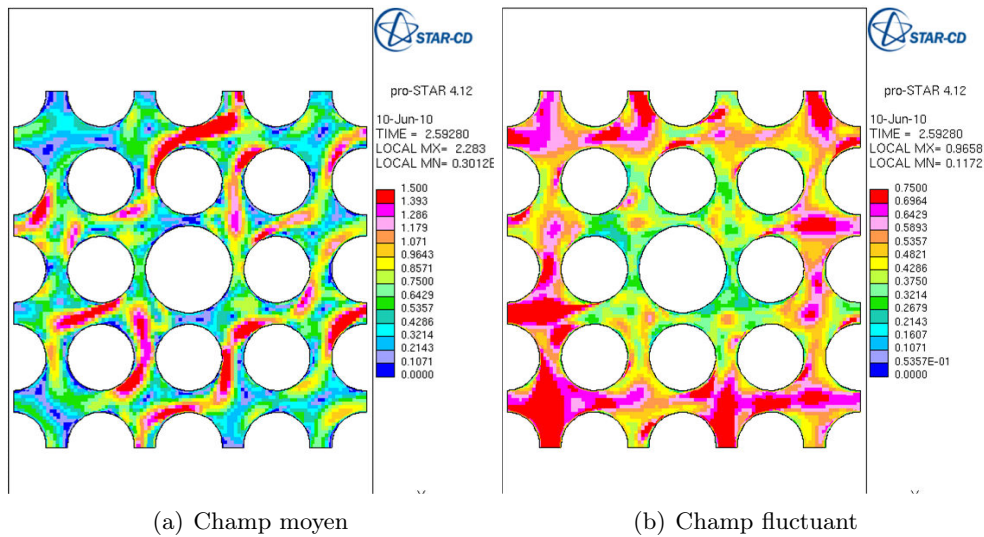 STAR-CD
pro-STAR 4.12
10-Jun-10
TIME = 2.59280
LOCAL MX= 2.283
LOCAL MN= 0.3012E
1.500
1.393
1.286
1.179
1.071
0.9643
0.8571
0.7500
0.6429
0.5357
0.4286
0.3214
0.2143
0.1071
0.0000
(a) Champ moyen
STAR-CD
pro-STAR 4.12
10-Jun-10
TIME = 2.59280
LOCAL MX= 0.9658
LOCAL MN= 0.1172
0.7500
0.6964
0.6429
0.5893
0.5357
0.4821
0.4286
0.3750
0.3214
0.2679
0.2143
0.1607
0.1071
0.5357E-01
0.0000
(b) Champ fluctuant